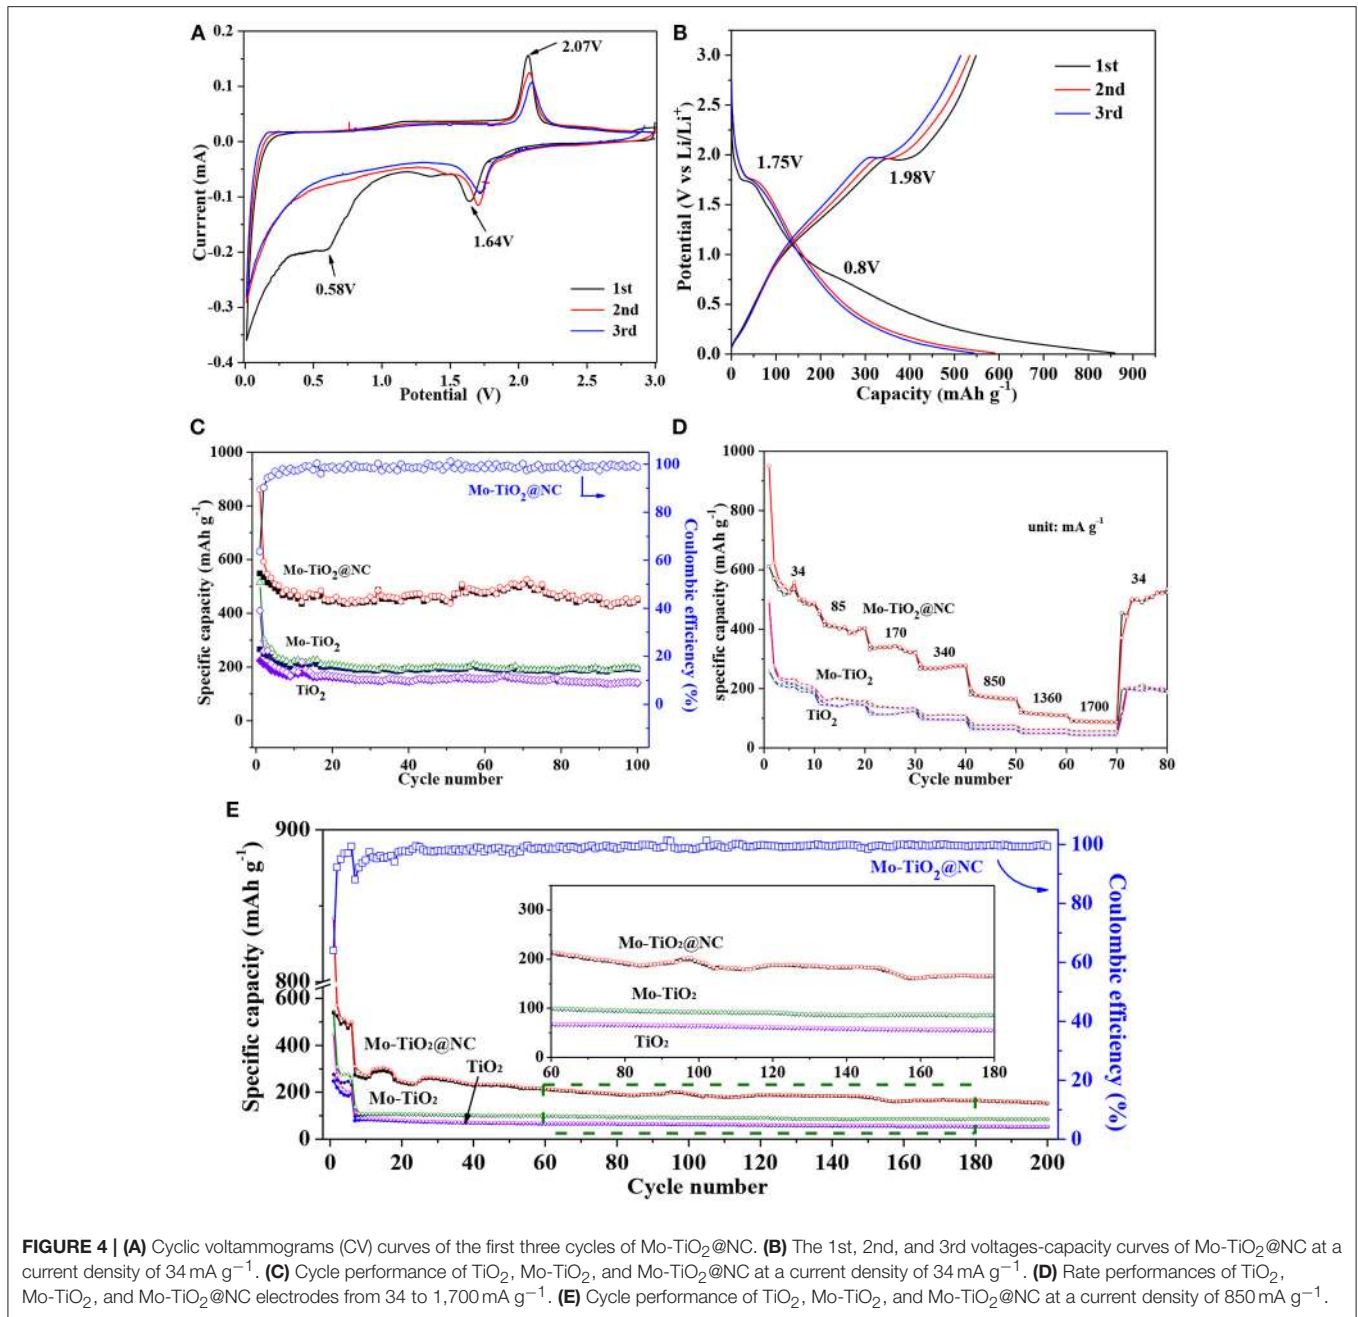 A
0.2
0.1
0.0
-0.1
-0.2
-0.3
-0.4
Currrent (mA)
2.07V
1.64V
0.58V
1st
2nd
3rd
0.0 0.5 1.0 1.5 2.0 2.5 3.0
Potential (V)
B
3.0
2.5
2.0
1.5
1.0
0.5
0.0
Potential (V vs Li/Li⁺)
1st
2nd
3rd
1.75V
1.98V
0.8V
0 100 200 300 400 500 600 700 800 900
Capacity (mAh g⁻¹)
C
1000
800
600
400
200
0
Specific capacity (mAh g⁻¹)
Mo-TiO₂@NC
Mo-TiO₂@NC
Mo-TiO₂
TiO₂
100
80
60
40
20
0
Coulombic efficiency (%)
0 20 40 60 80 100
Cycle number
D
1000
800
600
400
200
0
specific capacity (mAh g⁻¹)
unit: mA g⁻¹
34
85
Mo-TiO₂@NC
170
340
850
1360
1700
34
Mo-TiO₂
TiO₂
0 10 20 30 40 50 60 70 80
Cycle number
E
900
800
600
400
200
0
Specific capacity (mAh g⁻¹)
Mo-TiO₂@NC
300
200
100
0
Mo-TiO₂@NC
Mo-TiO₂
TiO₂
60 80 100 120 140 160 180
Mo-TiO₂@NC
TiO₂
Mo-TiO₂
100
80
60
40
20
0
Coulombic efficiency (%)
0 20 40 60 80 100 120 140 160 180 200
Cycle number
FIGURE 4 | (A) Cyclic voltammograms (CV) curves of the first three cycles of Mo-TiO₂@NC. (B) The 1st, 2nd, and 3rd voltages-capacity curves of Mo-TiO₂@NC at a
current density of 34 mA g⁻¹. (C) Cycle performance of TiO₂, Mo-TiO₂, and Mo-TiO₂@NC at a current density of 34 mA g⁻¹. (D) Rate performances of TiO₂,
Mo-TiO₂, and Mo-TiO₂@NC electrodes from 34 to 1,700 mA g⁻¹. (E) Cycle performance of TiO₂, Mo-TiO₂, and Mo-TiO₂@NC at a current density of 850 mA g⁻¹.